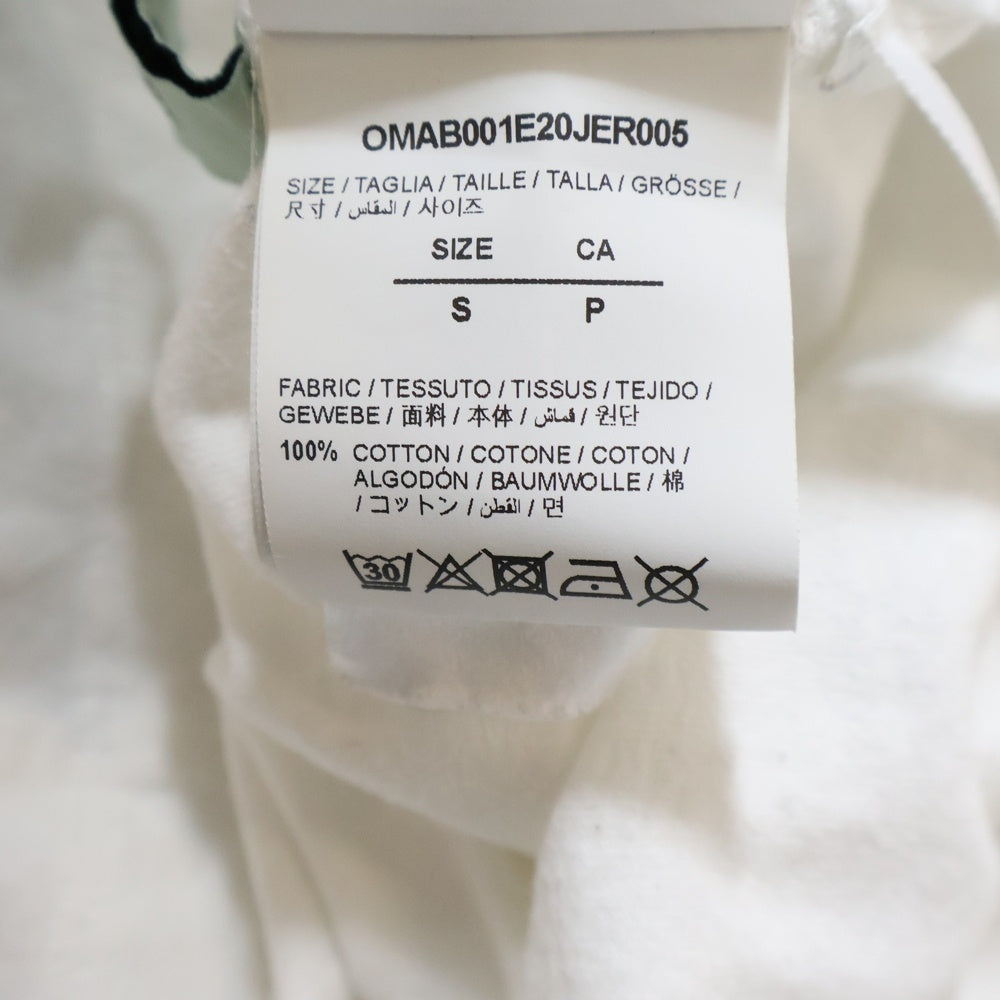 OMAB001E20JER005
SIZE / TAGLIA / TAILLE / TALLA / GRÖSSE /
尺寸 / المقاس / 사이즈
SIZE CA
S P
FABRIC / TESSUTO / TISSUS / TEJIDO /
GEWEBE / 面料 / 本体 / قماش / 원단
100% COTTON / COTONE / COTON /
ALGODÓN / BAUMWOLLE / 棉
/ コットン / القطن / 면
30